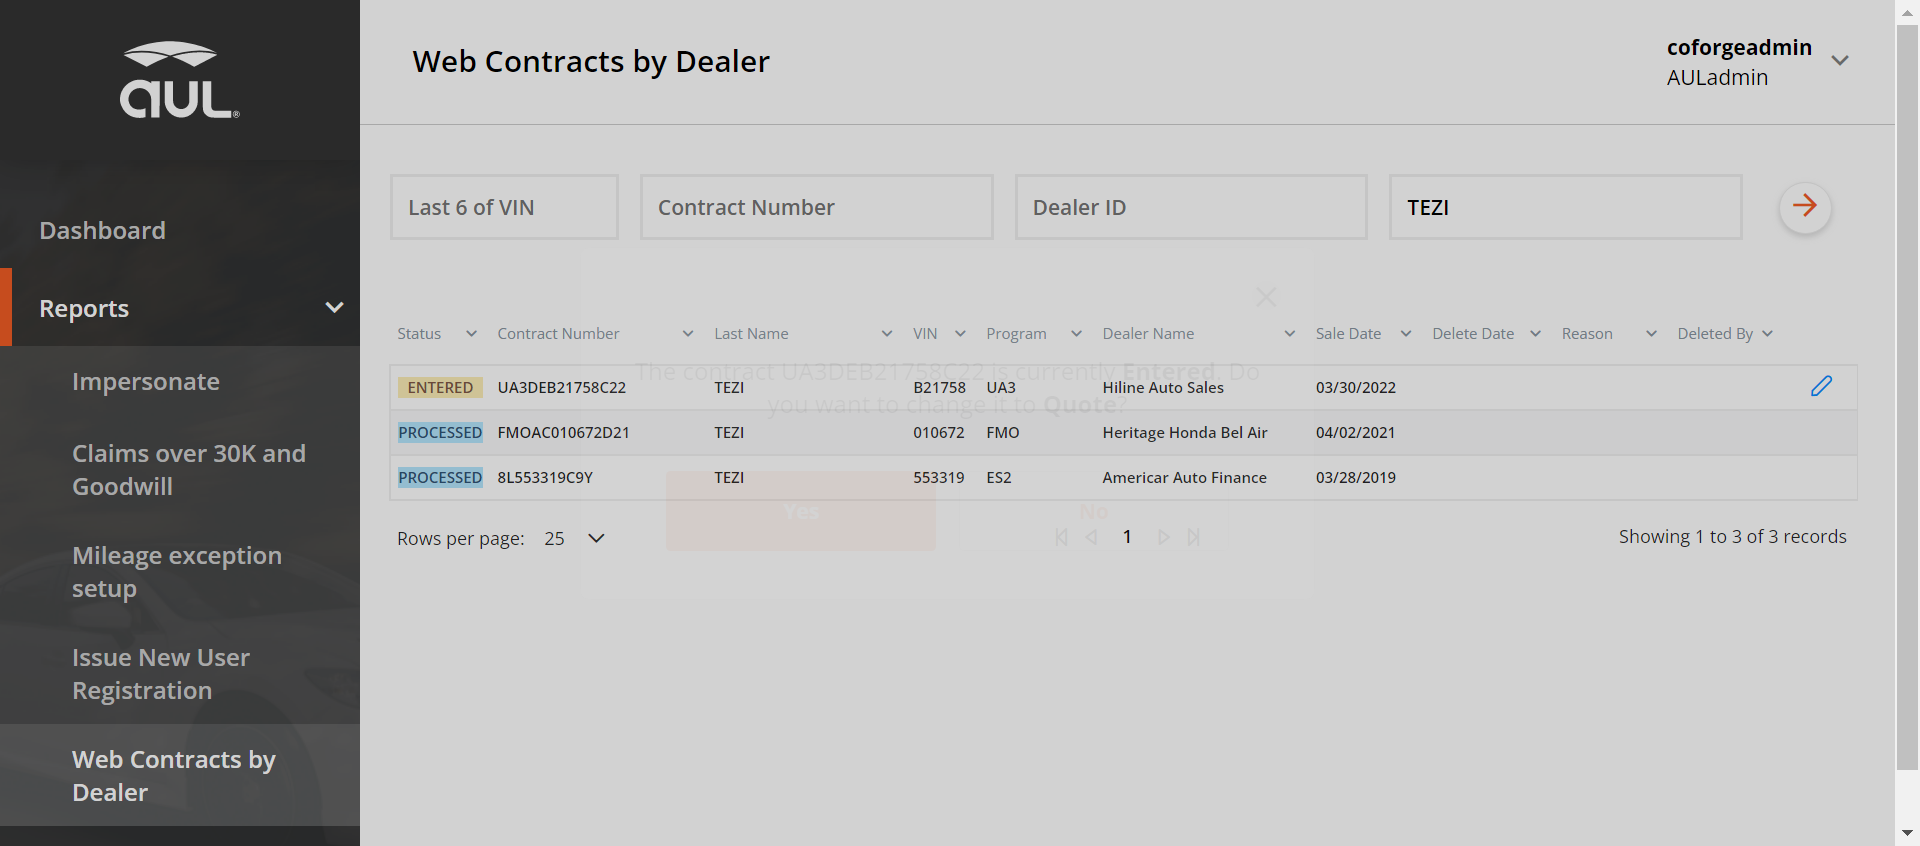 aul®
Web Contracts by Dealer
coforgeadmin
AULadmin
Dashboard
Reports
Impersonate
Claims over 30K and
Goodwill
Mileage exception
setup
Issue New User
Registration
Web Contracts by
Dealer
Last 6 of VIN Contract Number Dealer ID TEZI
Status Contract Number Last Name VIN Program Dealer Name Sale Date Delete Date Reason Deleted By
The contract UA3DEB21758C22 is currently Entered. Do
ENTERED UA3DEB21758C22 TEZI B21758 UA3 Hiline Auto Sales 03/30/2022
you want to change it to Quote?
PROCESSED FMOAC010672D21 TEZI 010672 FMO Heritage Honda Bel Air 04/02/2021
PROCESSED 8L553319C9Y TEZI 553319 ES2 Americar Auto Finance 03/28/2019
Yes No
Rows per page: 25 1 Showing 1 to 3 of 3 records